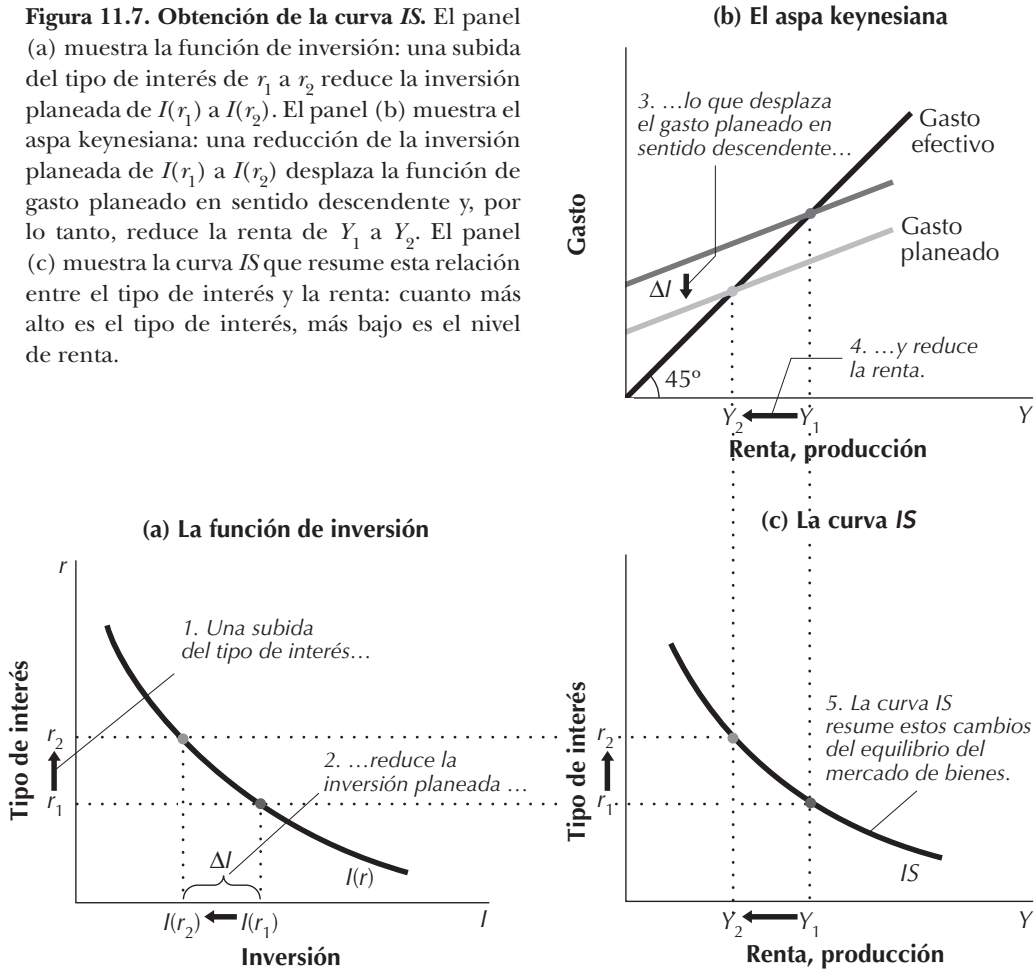 Figura 11.7. Obtención de la curva IS. El panel
(a) muestra la función de inversión: una subida
del tipo de interés de r₁ a r₂ reduce la inversión
planeada de I(r₁) a I(r₂). El panel (b) muestra el
aspa keynesiana: una reducción de la inversión
planeada de I(r₁) a I(r₂) desplaza la función de
gasto planeado en sentido descendente y, por
lo tanto, reduce la renta de Y₁ a Y₂. El panel
(c) muestra la curva IS que resume esta relación
entre el tipo de interés y la renta: cuanto más
alto es el tipo de interés, más bajo es el nivel
de renta.
(b) El aspa keynesiana
Gasto
3. …lo que desplaza
el gasto planeado en
sentido descendente…
Gasto
efectivo
Gasto
planeado
ΔI
4. …y reduce
la renta.
45º
Y₂
Y₁
Y
Renta, producción
(a) La función de inversión
r
Tipo de interés
1. Una subida
del tipo de interés…
r₂
r₁
2. …reduce la
inversión planeada …
ΔI
I(r)
I(r₂)
I(r₁)
I
Inversión
(c) La curva IS
Tipo de interés
r₂
r₁
5. La curva IS
resume estos cambios
del equilibrio del
mercado de bienes.
IS
Y₂
Y₁
Y
Renta, producción